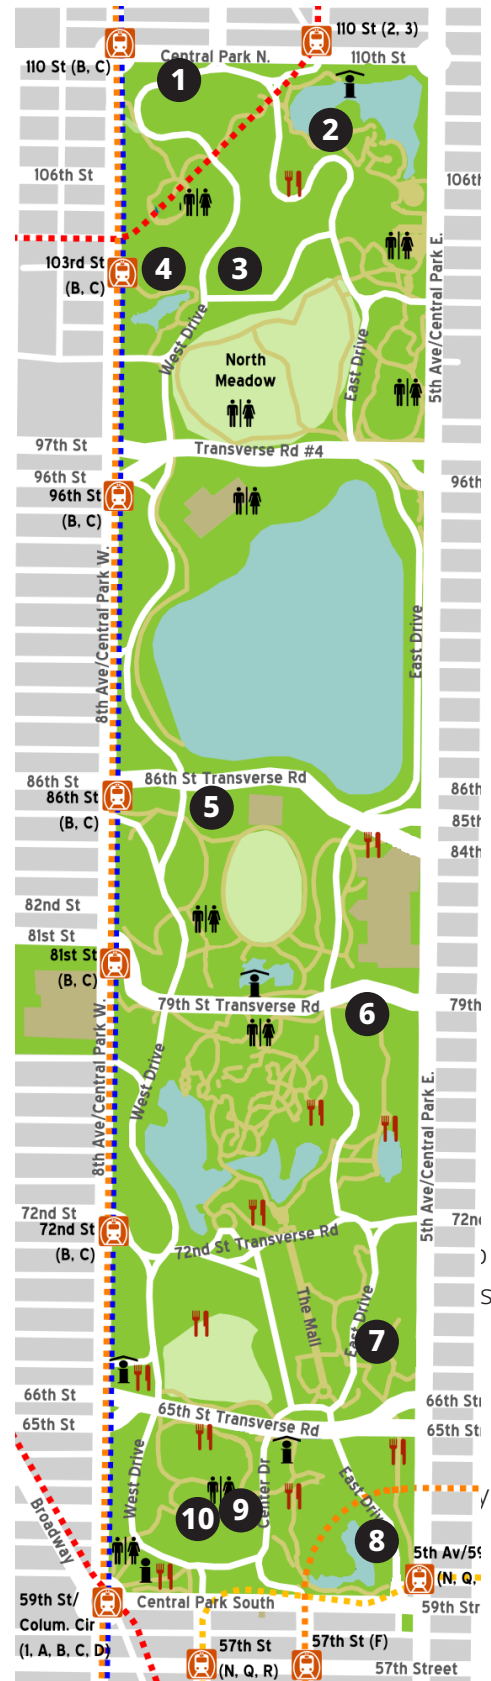 110 St (2, 3)
Central Park N.
110th St
110 St (B, C)
1
2
106th St
106th
103rd St
(B, C)
4
3
West Drive
5th Ave/Central Park E.
East Drive
North
Meadow
97th St
Transverse Rd #4
96th St
96th
96th St
(B, C)
8th Ave/Central Park W.
East Drive
86th St
86th St Transverse Rd
86th
86th St
(B, C)
5
85th
84th
82nd St
81st St
81st St
(B, C)
79th St Transverse Rd
6
79th
8th Ave/Central Park W.
West Drive
5th Ave/Central Park E.
72nd St
72nd St
(B, C)
72nd St Transverse Rd
The Mall
East Drive
7
66th St
65th St
65th St Transverse Rd
66th Str
65th Str
West Drive
Center Dr
East Drive
Broadway
10
9
8
5th Av/59
(N, Q,
59th St/
Colum. Cir
(1, A, B, C, D)
Central Park South
59th Str
57th St
(N, Q, R)
57th St (F)
57th Street